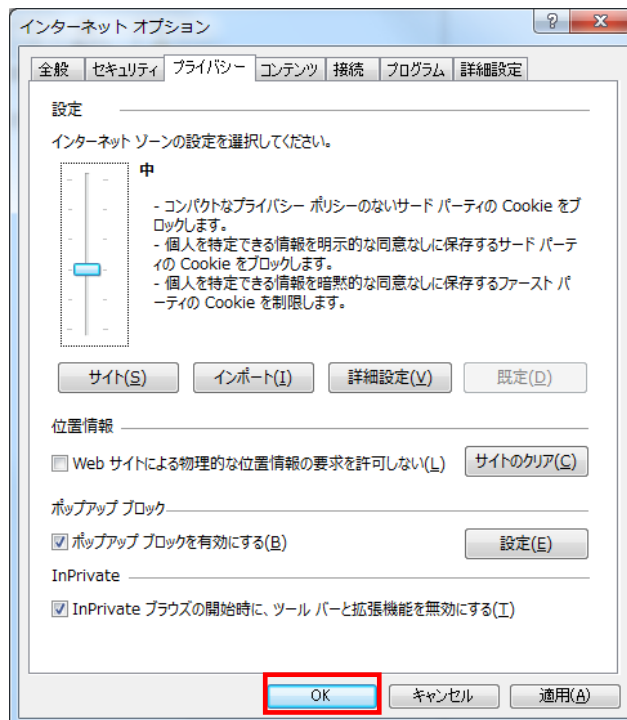 インターネット オプション
全般 セキュリティ プライバシー コンテンツ 接続 プログラム 詳細設定
設定
インターネット ゾーンの設定を選択してください。
中
- コンパクトなプライバシー ポリシーのないサード パーティの Cookie をブ
ロックします。
- 個人を特定できる情報を明示的な同意なしに保存するサード パーテ
ィの Cookie をブロックします。
- 個人を特定できる情報を暗黙的な同意なしに保存するファースト パ
ーティの Cookie を制限します。
サイト(S) インポート(I) 詳細設定(V) 既定(D)
位置情報
Web サイトによる物理的な位置情報の要求を許可しない(L) サイトのクリア(C)
ポップアップ ブロック
ポップアップ ブロックを有効にする(B) 設定(E)
InPrivate
InPrivate ブラウズの開始時に、ツール バーと拡張機能を無効にする(T)
OK キャンセル 適用(A)